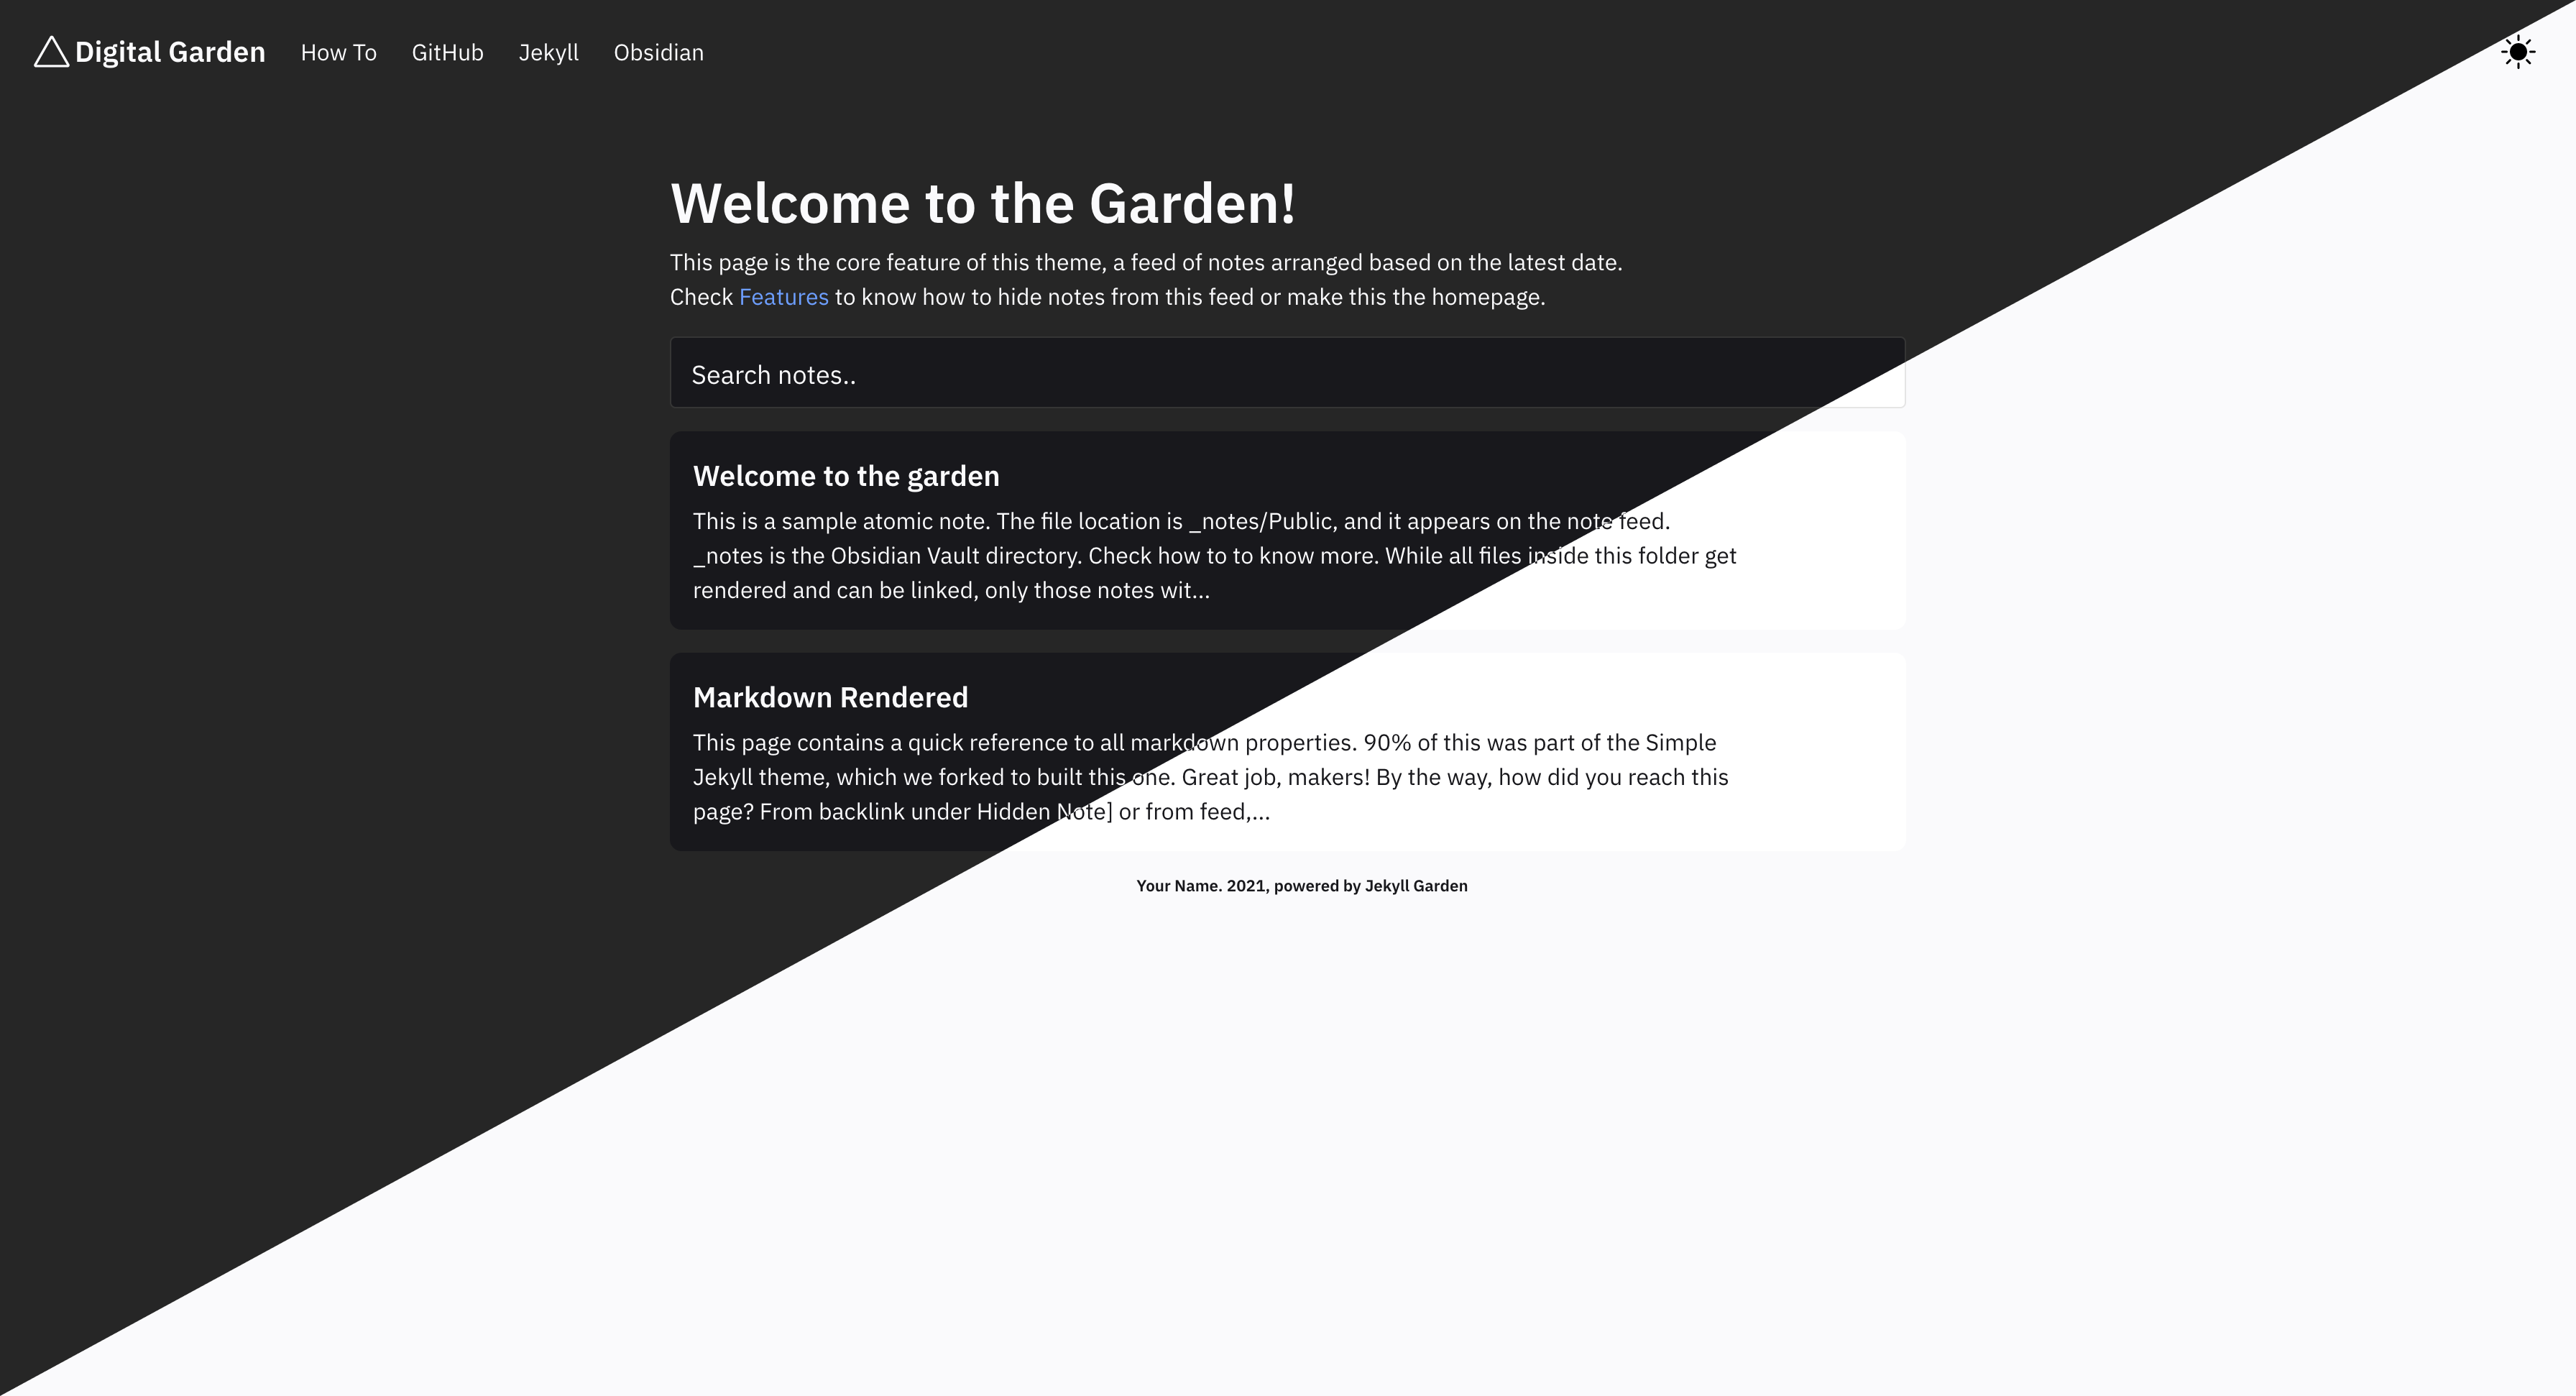 Digital Garden How To GitHub Jekyll Obsidian
Welcome to the Garden!
This page is the core feature of this theme, a feed of notes arranged based on the latest date.
Check Features to know how to hide notes from this feed or make this the homepage.
Search notes..
Welcome to the garden
This is a sample atomic note. The file location is _notes/Public, and it appears on the note feed.
_notes is the Obsidian Vault directory. Check how to to know more. While all files inside this folder get
rendered and can be linked, only those notes wit...
Markdown Rendered
This page contains a quick reference to all markdown properties. 90% of this was part of the Simple
Jekyll theme, which we forked to built this one. Great job, makers! By the way, how did you reach this
page? From backlink under Hidden Note] or from feed,...
Your Name. 2021, powered by Jekyll Garden